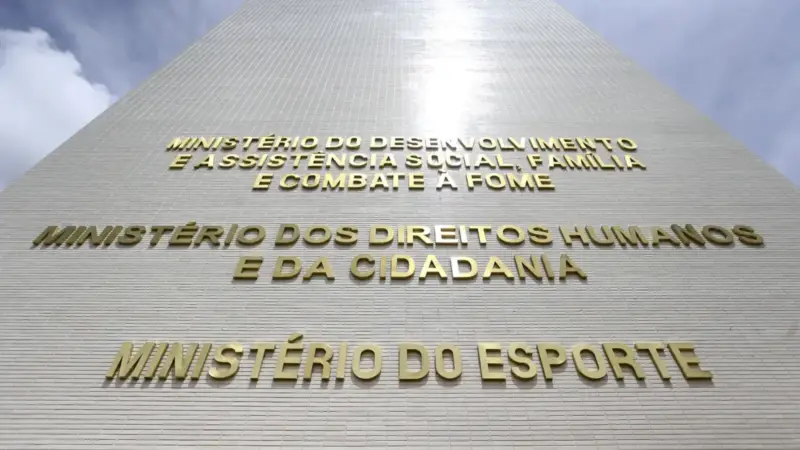 MINISTÉRIO DO DESENVOLVIMENTO
E ASSISTÊNCIA SOCIAL, FAMÍLIA
E COMBATE À FOME
MINISTÉRIO DOS DIREITOS HUMANOS
E DA CIDADANIA
MINISTÉRIO DO ESPORTE